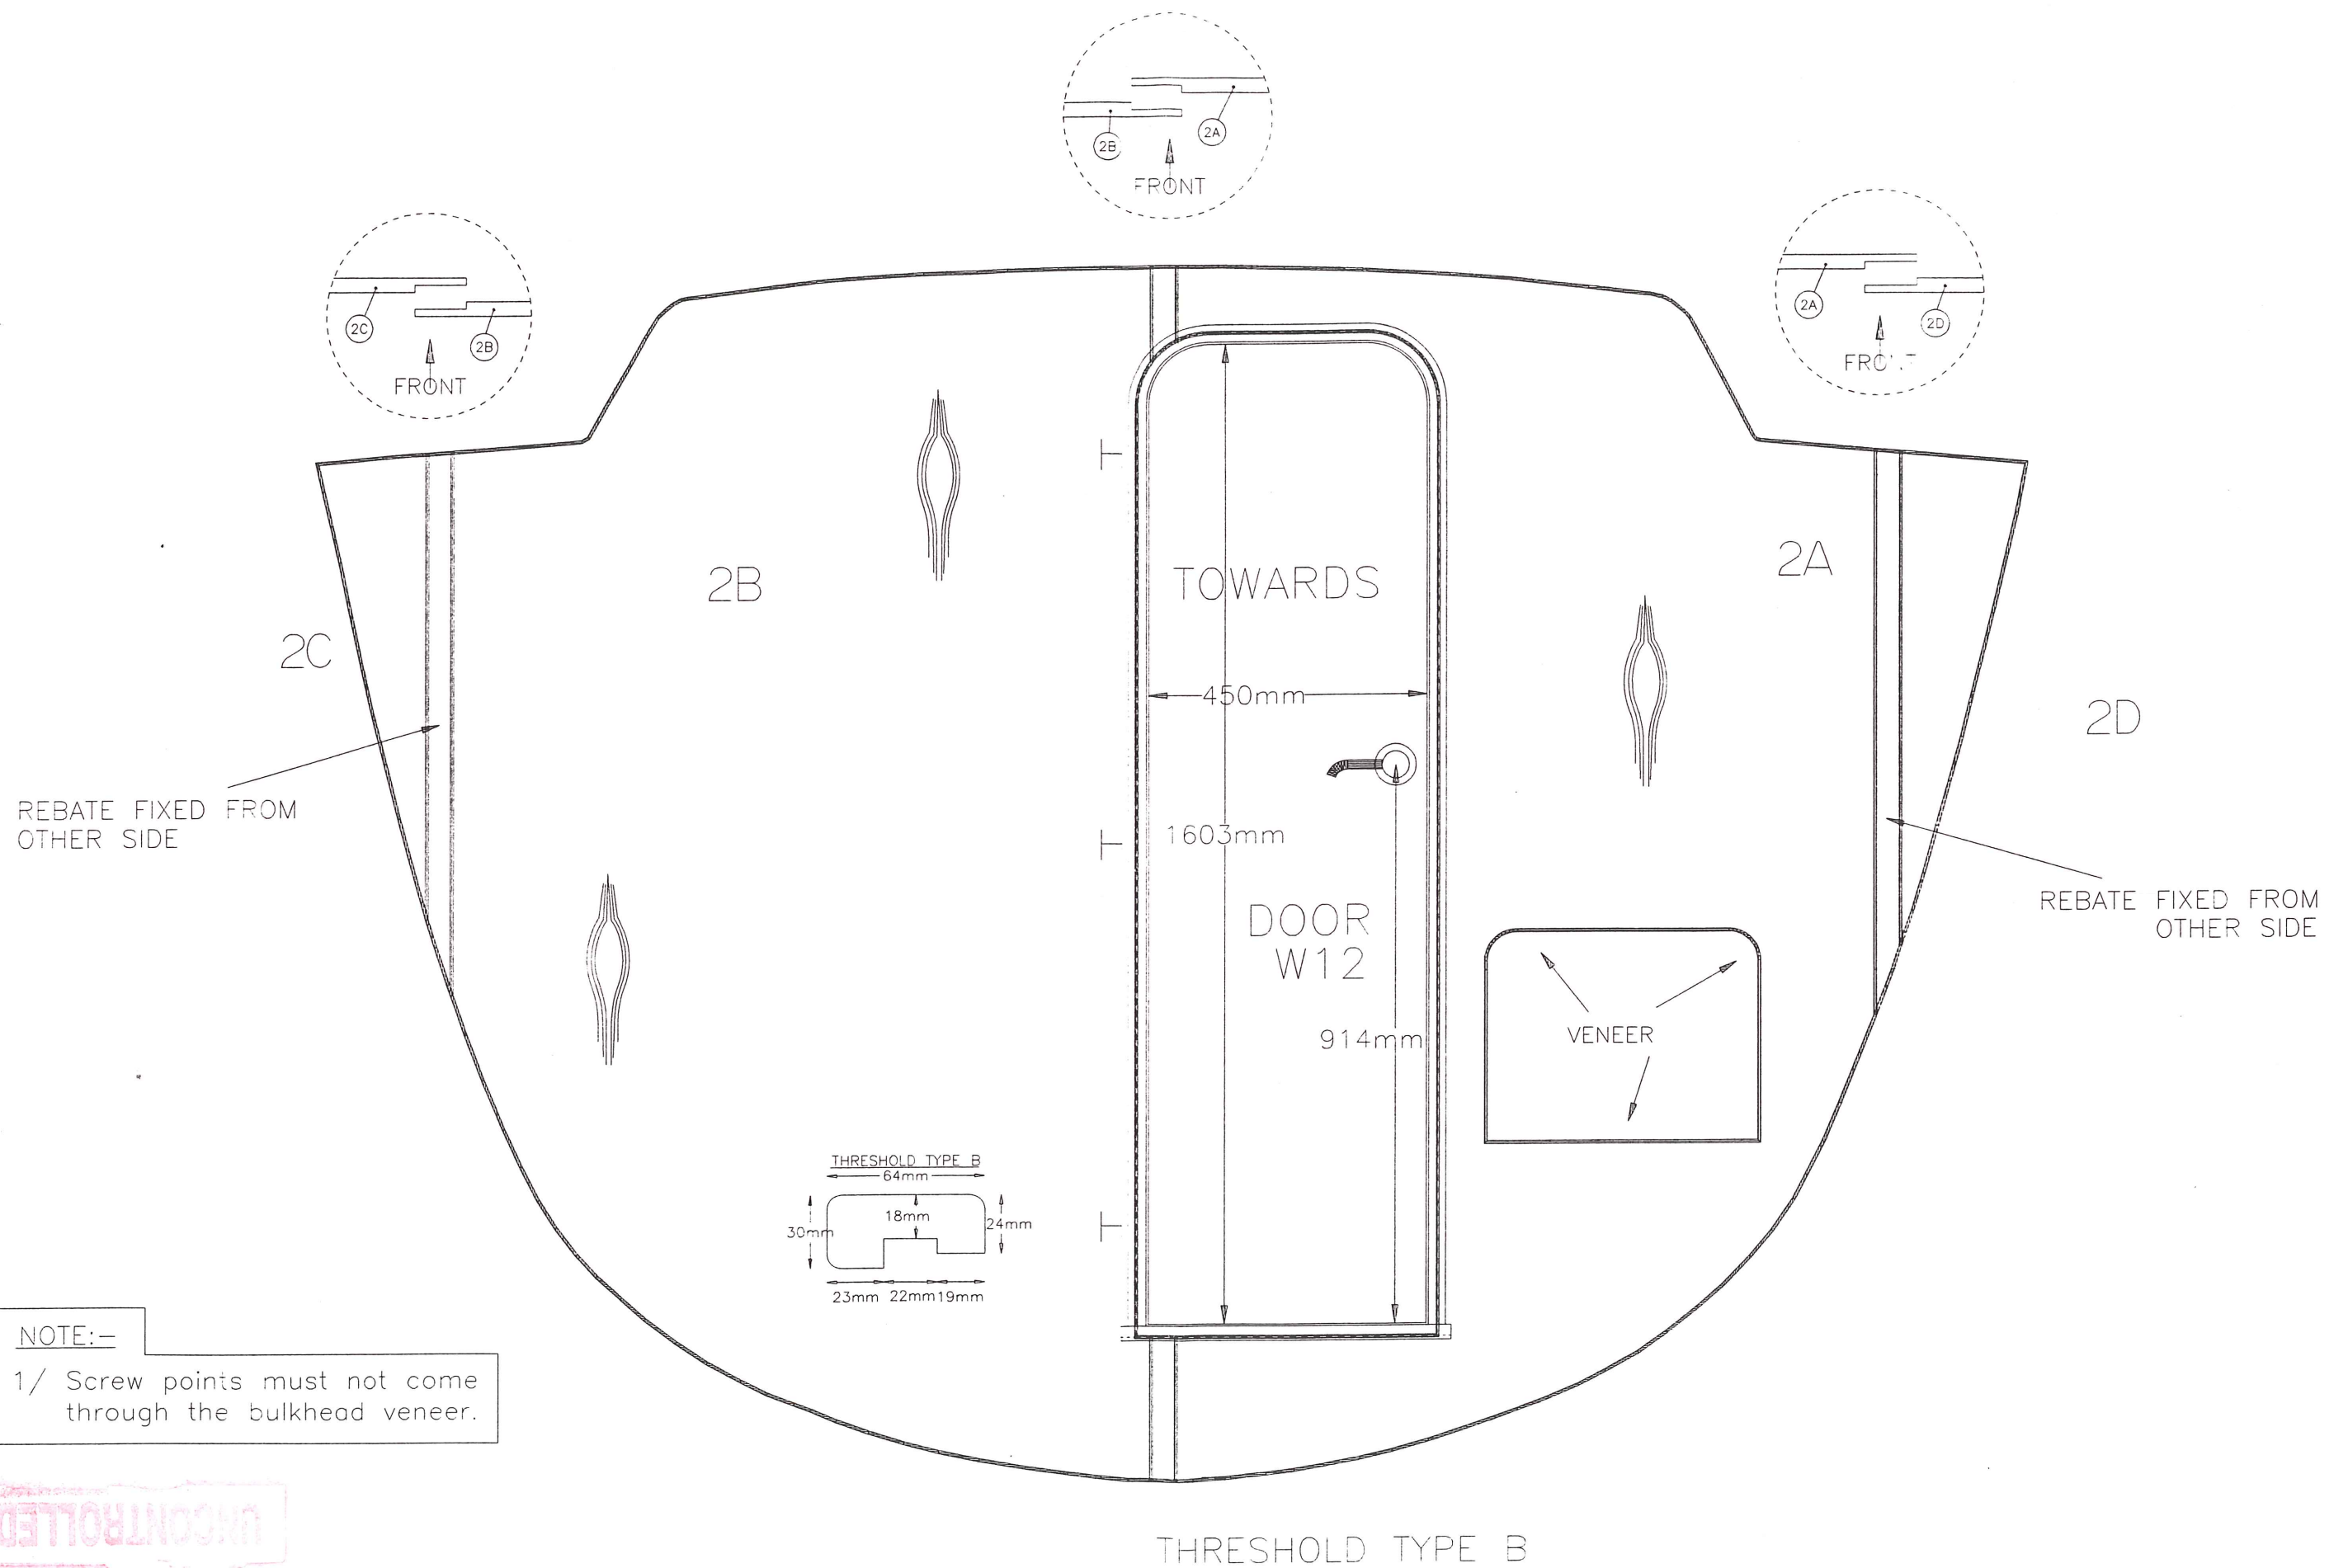 2B
2A
FRONT
2C
2B
FRONT
2A
2D
FRONT
2B
TOWARDS
2A
2C
450mm
2D
REBATE FIXED FROM
OTHER SIDE
1603mm
REBATE FIXED FROM
OTHER SIDE
DOOR
W12
VENEER
914mm
THRESHOLD TYPE B
64mm
18mm
30mm
24mm
23mm 22mm 19mm
NOTE:-
1/ Screw points must not come
through the bulkhead veneer.
UNCONTROLLED
THRESHOLD TYPE B